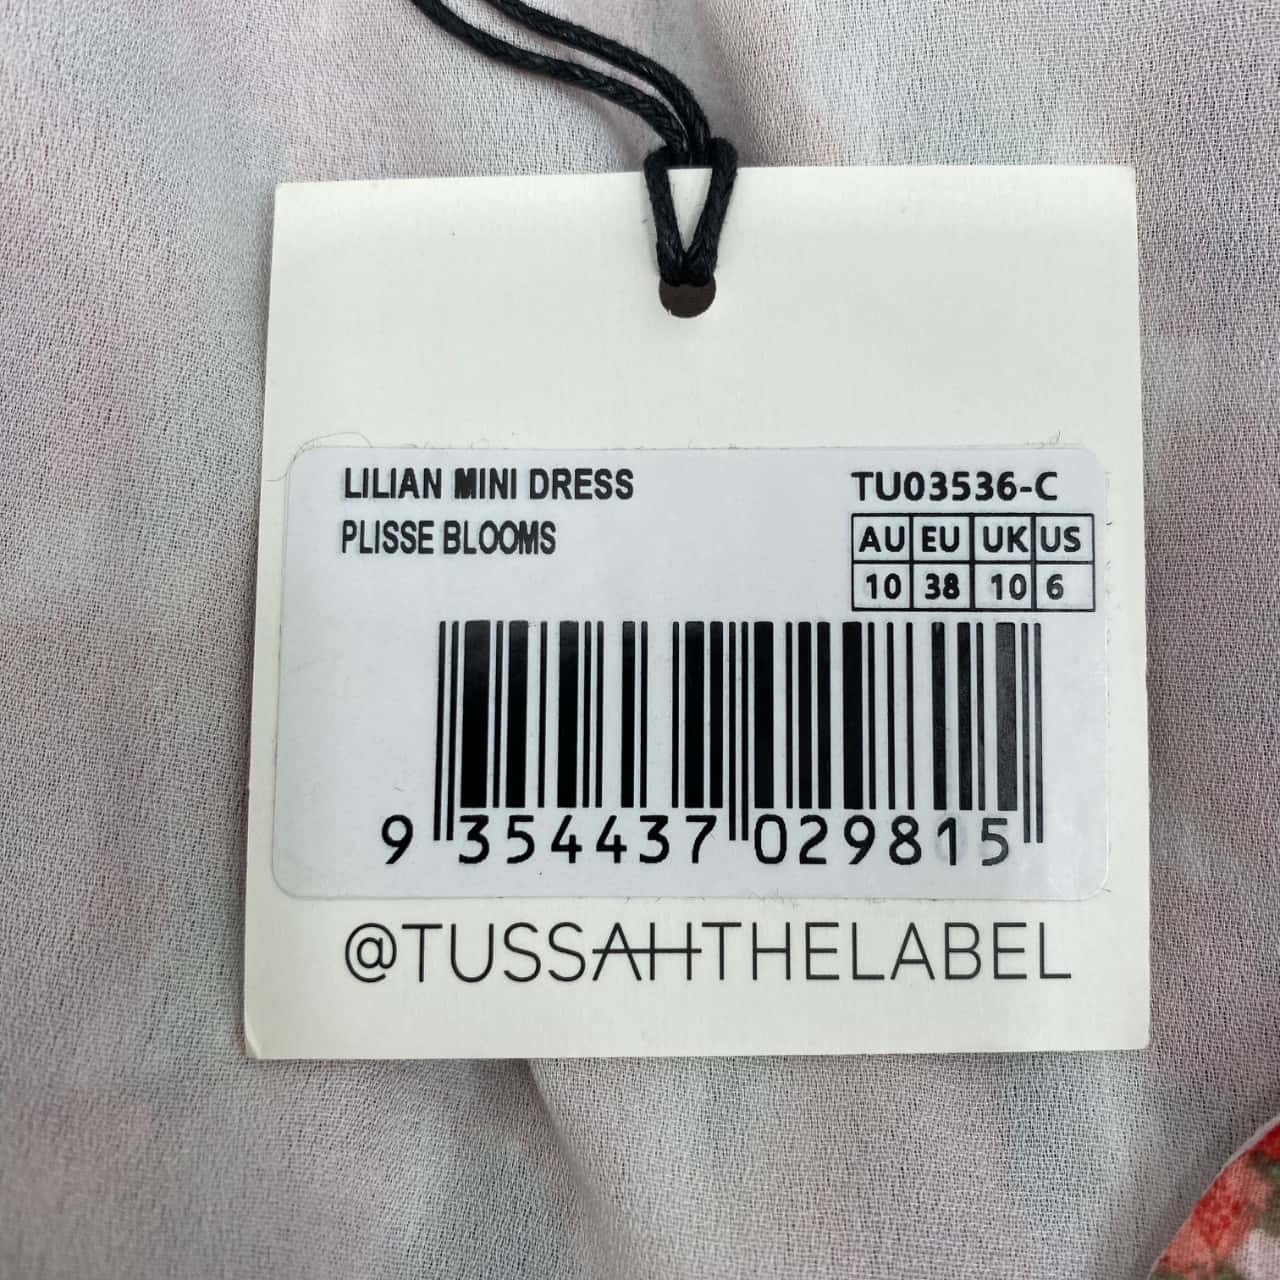 LILIAN MINI DRESS
PLISSE BLOOMS
TU03536-C
AU EU UK US
10 38 10 6
9 354437 029815
@TUSSAHTHELABEL